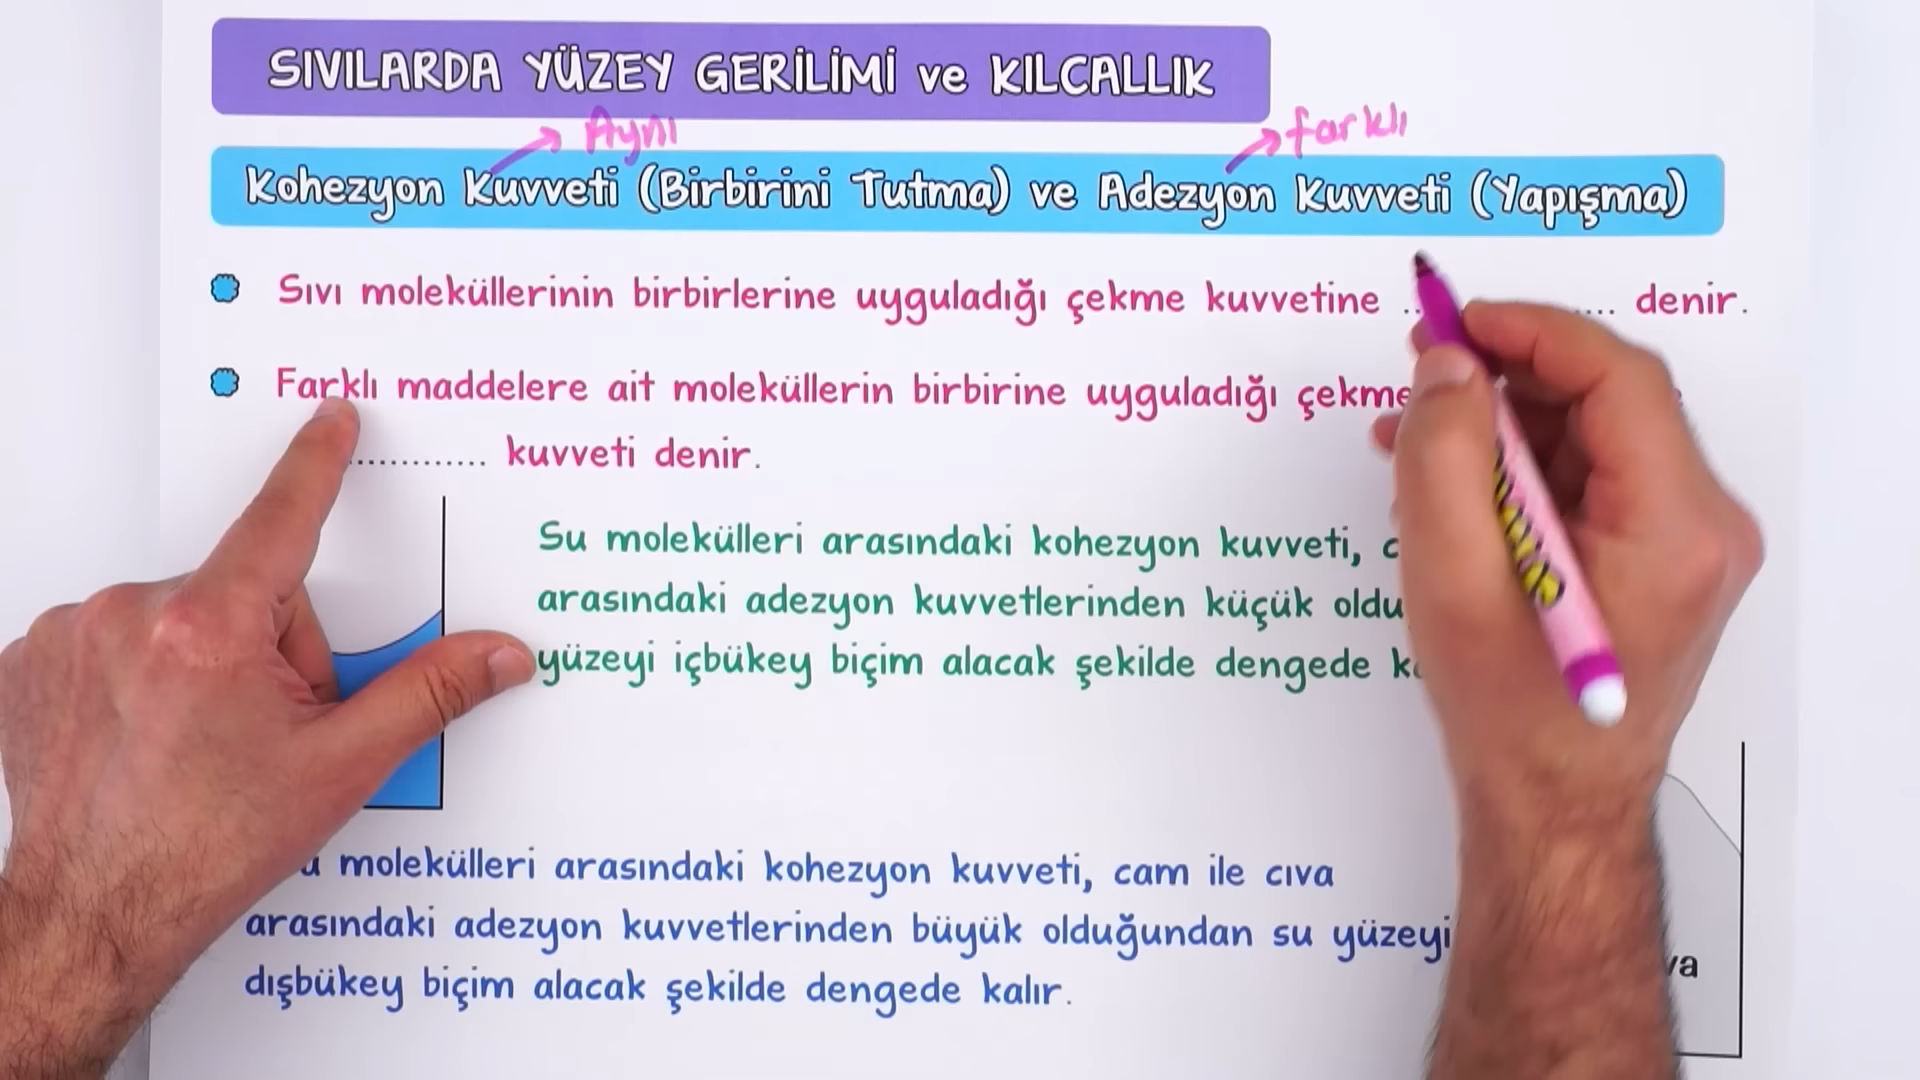 SIVILARDA YÜZEY GERİLİMİ ve KILCALLIK
Aynı
farklı
Kohezyon Kuvveti (Birbirini Tutma) ve Adezyon Kuvveti (Yapışma)
Sıvı moleküllerinin birbirlerine uyguladığı çekme kuvvetine .. .... denir.
Farklı maddelere ait moleküllerin birbirine uyguladığı çekme
............. kuvveti denir.
Su molekülleri arasındaki kohezyon kuvveti,
arasındaki adezyon kuvvetlerinden küçük
yüzeyi içbükey biçim alacak şekilde dengede
molekülleri arasındaki kohezyon kuvveti, cam ile cıva
arasındaki adezyon kuvvetlerinden büyük olduğundan su yüzeyi
dışbükey biçim alacak şekilde dengede kalır.